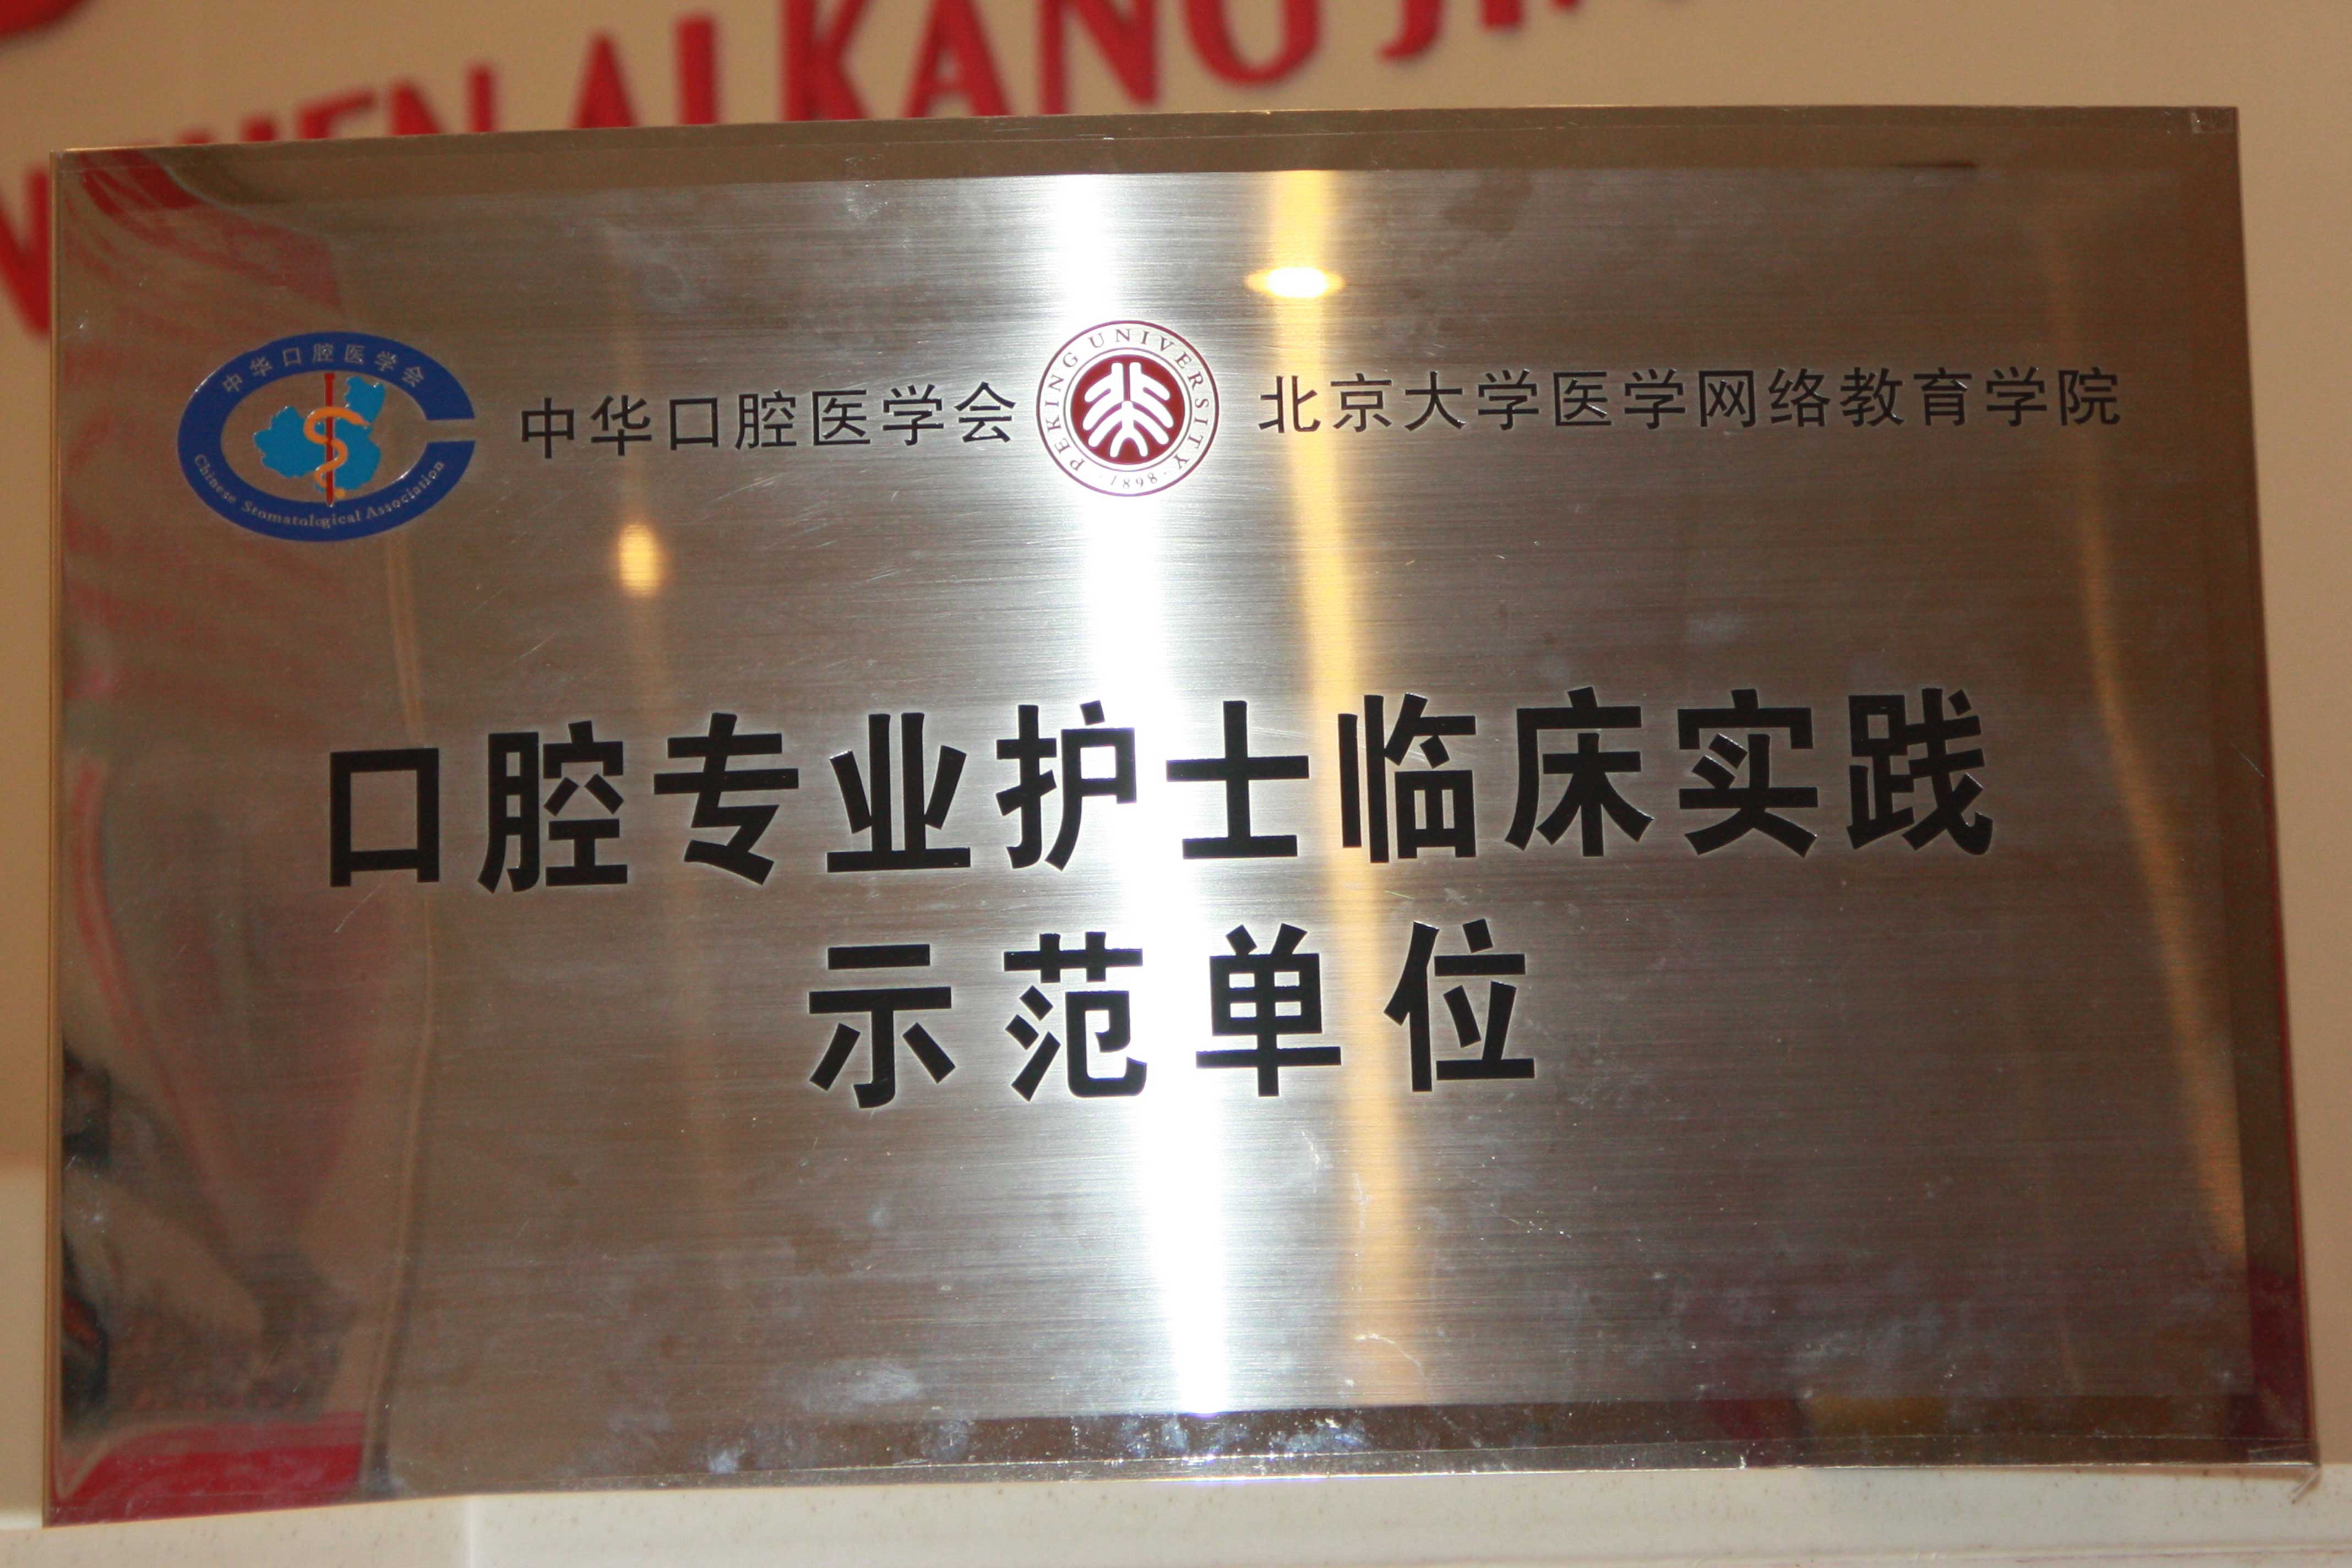 AI KANG
中华口腔医学会
Chinese Stomatological Association
中华口腔医学会
PEKING UNIVERSITY
1898
北京大学医学网络教育学院
口腔专业护士临床实践
示范单位